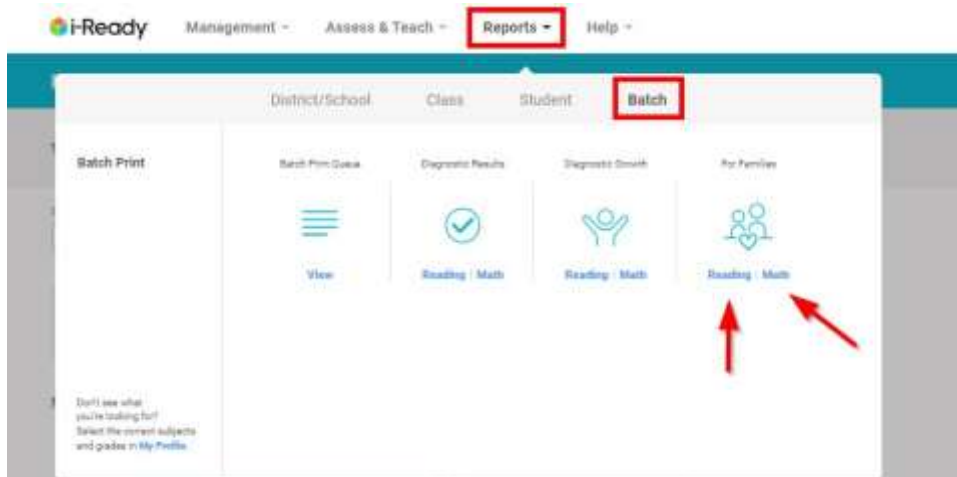 i-Ready Management Assess & Teach Reports Help
District/School Class Student Batch
Batch Print
Batch Print Queue Diagnostic Results Diagnostic Growth For Families
View Reading | Math Reading | Math Reading | Math
Don't see what
you're looking for?
Select the correct subjects
and grades in My Profile